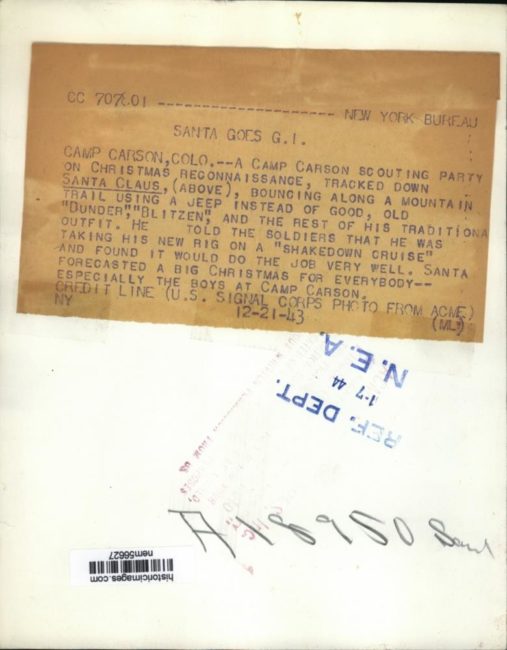 CC 707601 -------------------- NEW YORK BUREAU
SANTA GOES G.I.
CAMP CARSON, COLO.--A CAMP CARSON SCOUTING PARTY
ON CHRISTMAS RECONNAISSANCE, TRACKED DOWN
SANTA CLAUS, (ABOVE), BOUNCING ALONG A MOUNTAIN
TRAIL USING A JEEP INSTEAD OF GOOD, OLD
"DUNDER," "BLITZEN", AND THE REST OF HIS TRADITIONA
OUTFIT. HE TOLD THE SOLDIERS THAT HE WAS
TAKING HIS NEW RIG ON A "SHAKEDOWN CRUISE"
AND FOUND IT WOULD DO THE JOB VERY WELL. SANTA
FORECASTED A BIG CHRISTMAS FOR EVERYBODY--
ESPECIALLY THE BOYS AT CAMP CARSON.
CREDIT LINE (U.S. SIGNAL CORPS PHOTO FROM ACME)
NY 12-21-43 (ML)
N.E.A.
1-7 44
REF. DEPT.
A 18950
historicimages.com
nem56627